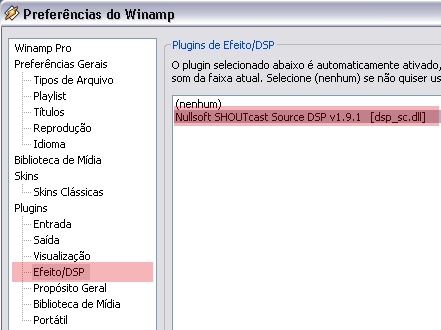 Preferências do Winamp
Winamp Pro
Preferências Gerais
Tipos de Arquivo
Playlist
Títulos
Reprodução
Idioma
Biblioteca de Mídia
Skins
Skins Clássicas
Plugins
Entrada
Saída
Visualização
Efeito/DSP
Propósito Geral
Biblioteca de Mídia
Portátil
Plugins de Efeito/DSP
O plugin selecionado abaixo é automaticamente ativado,
som da faixa atual. Selecione (nenhum) se não quiser us
(nenhum)
Nullsoft SHOUTcast Source DSP v1.9.1 [dsp_sc.dll]